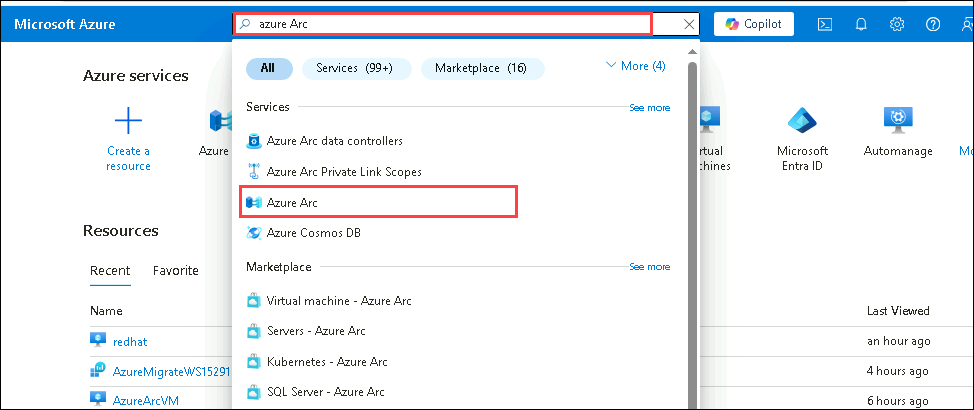 Microsoft Azure
azure Arc
Copilot
All
Services (99+)
Marketplace (16)
More (4)
Azure services
Services
See more
Create a
resource
Azure
Azure Arc data controllers
Azure Arc Private Link Scopes
Azure Arc
Azure Cosmos DB
Microsoft
Entra ID
Automanage
Resources
Recent
Favorite
Marketplace
See more
Name
Last Viewed
Virtual machine - Azure Arc
Servers - Azure Arc
Kubernetes - Azure Arc
SQL Server - Azure Arc
redhat
an hour ago
AzureMigrateWS15291
4 hours ago
AzureArcVM
6 hours ago